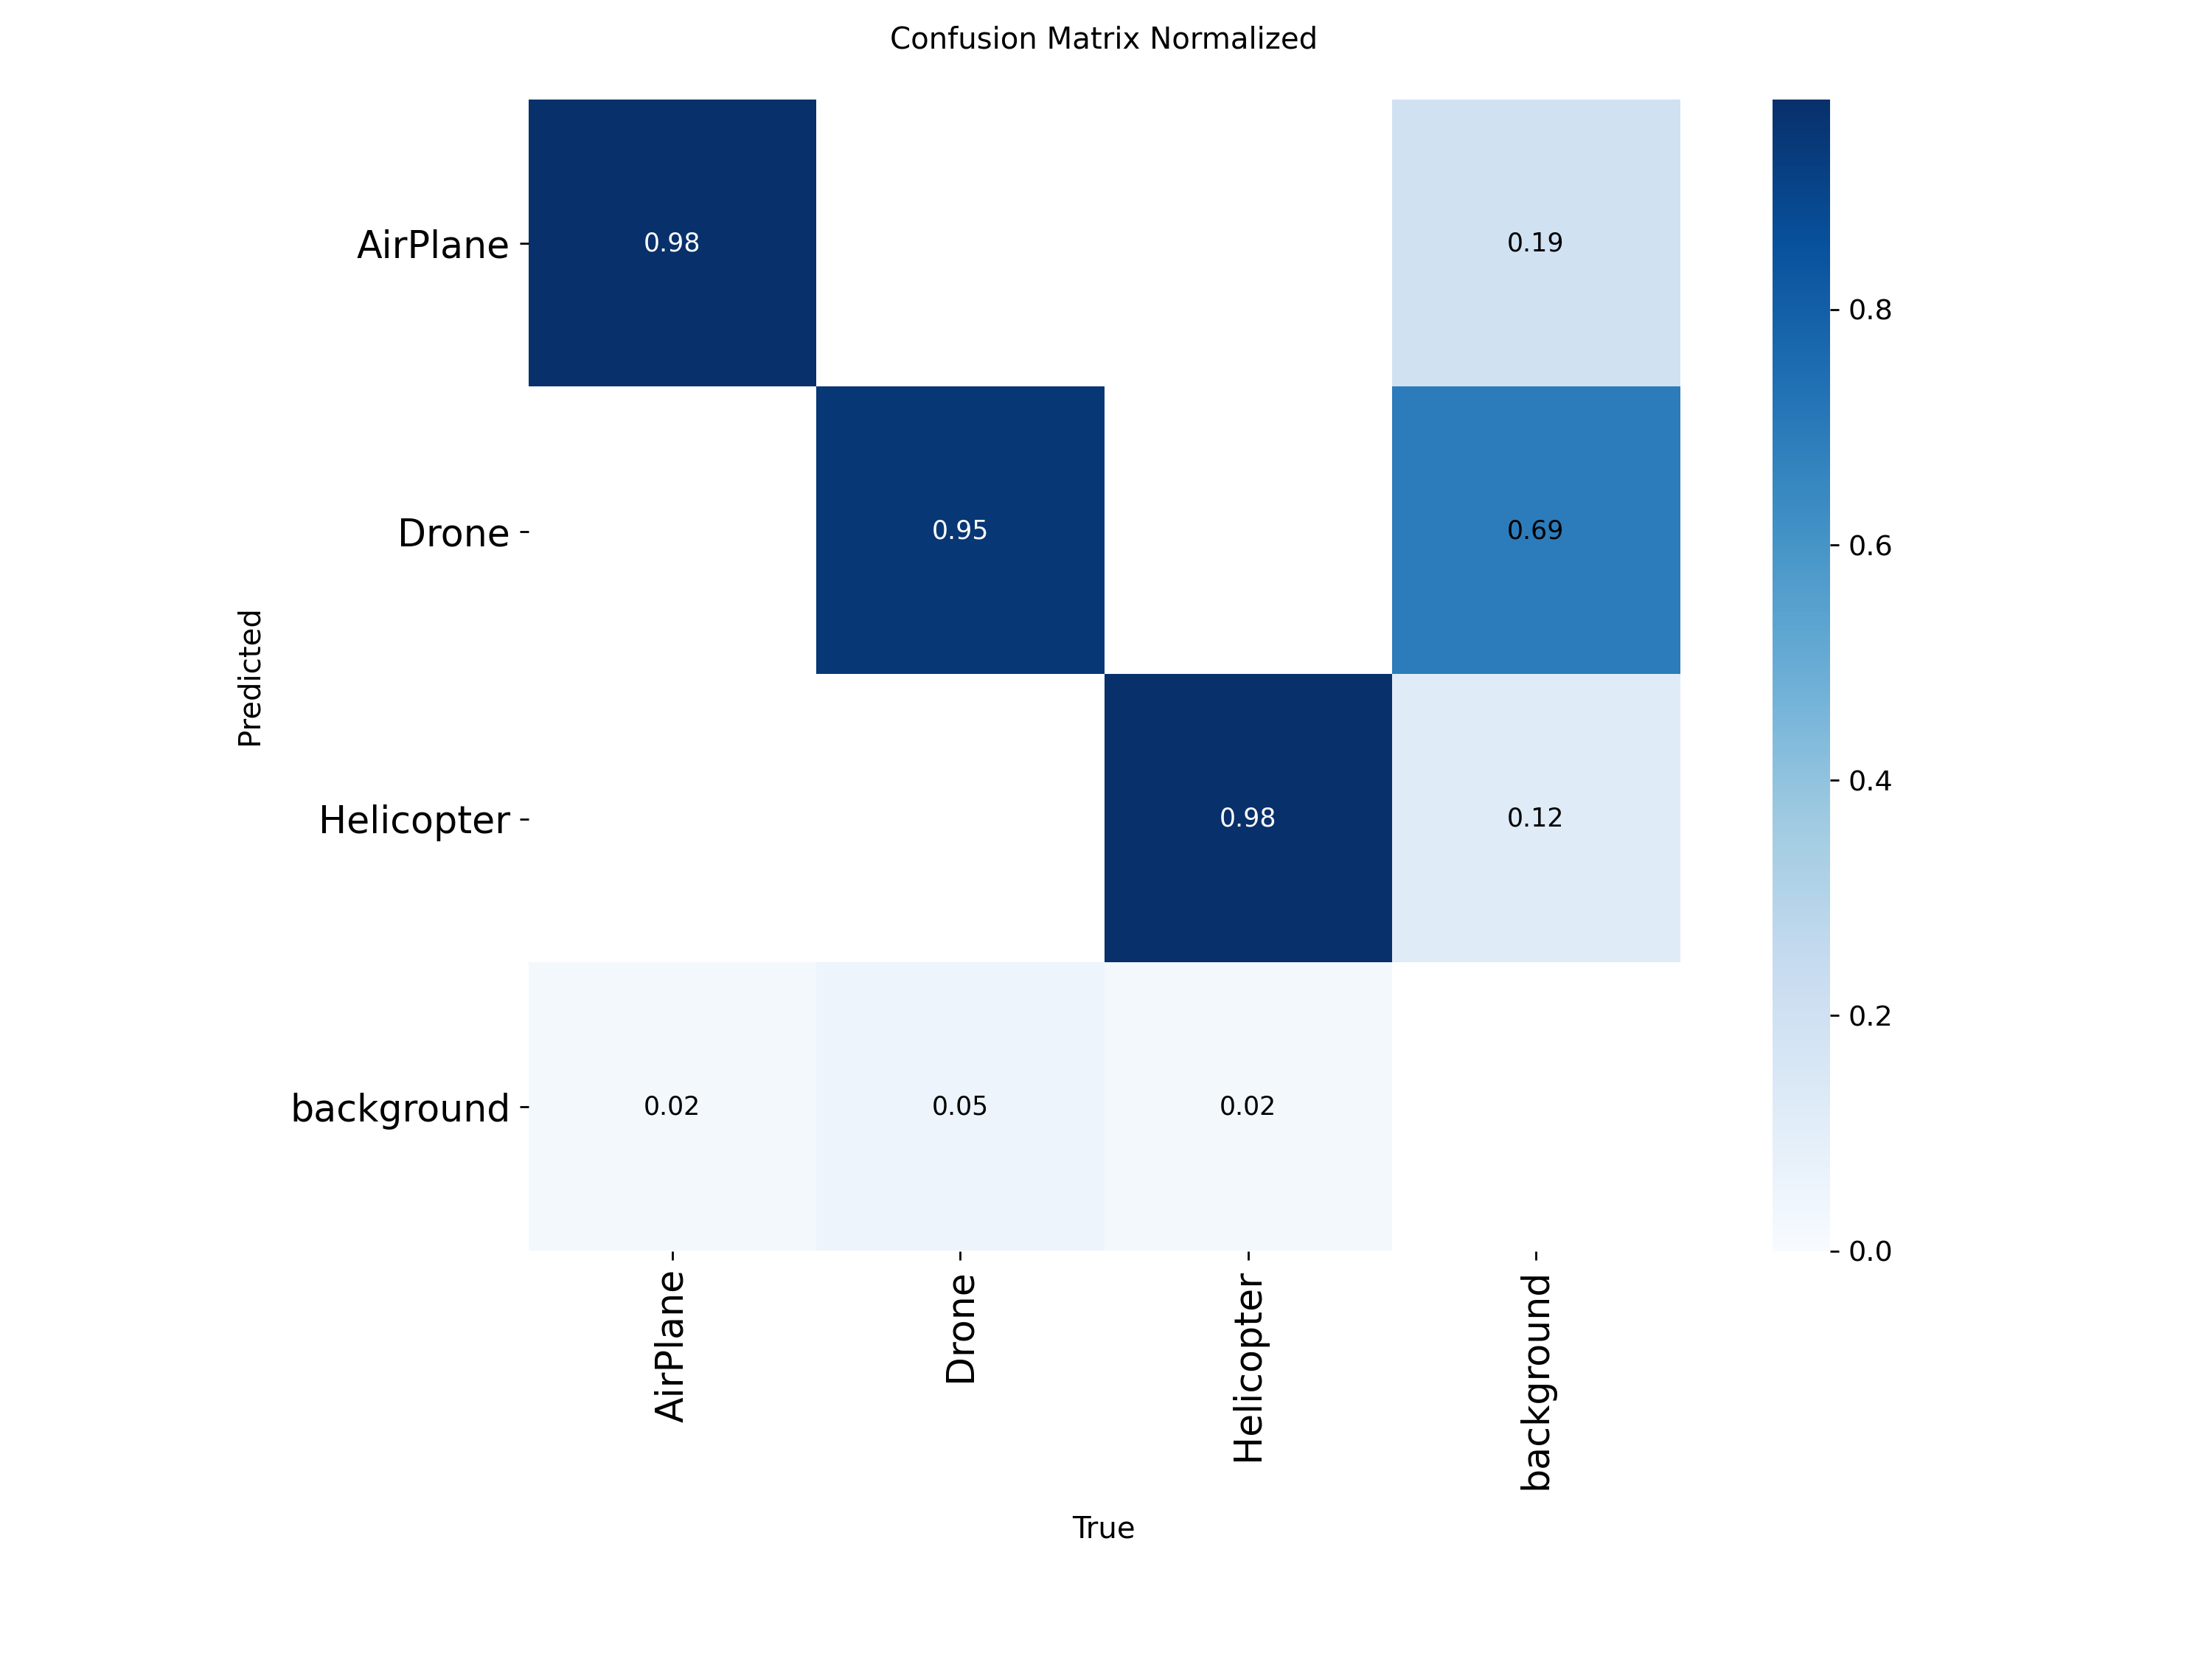 Confusion Matrix Normalized
AirPlane
0.98
0.19
0.8
Drone
0.95
0.69
0.6
Predicted
Helicopter
0.98
0.12
0.4
background
0.02
0.05
0.02
0.2
0.0
AirPlane
Drone
Helicopter
background
True